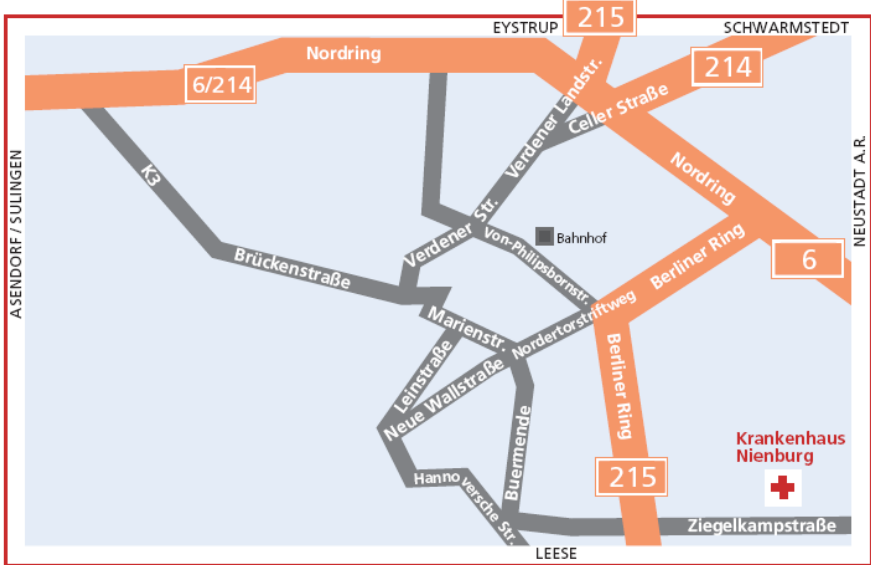 EYSTRUP
215
SCHWARMSTEDT
Nordring
214
6/214
Verdener Landstr.
Celler Straße
K3
Nordring
ASENDORF / SULINGEN
NEUSTADT A.R.
Verdener Str.
Von-Philipsbornstr.
Bahnhof
Berliner Ring
6
Brückenstraße
Nordertorstriftweg
Marienstr.
Leinstraße
Neue Wallstraße
Berliner Ring
Buermende
Krankenhaus
Nienburg
Hannoversche Str.
215
Ziegelkampstraße
LEESE